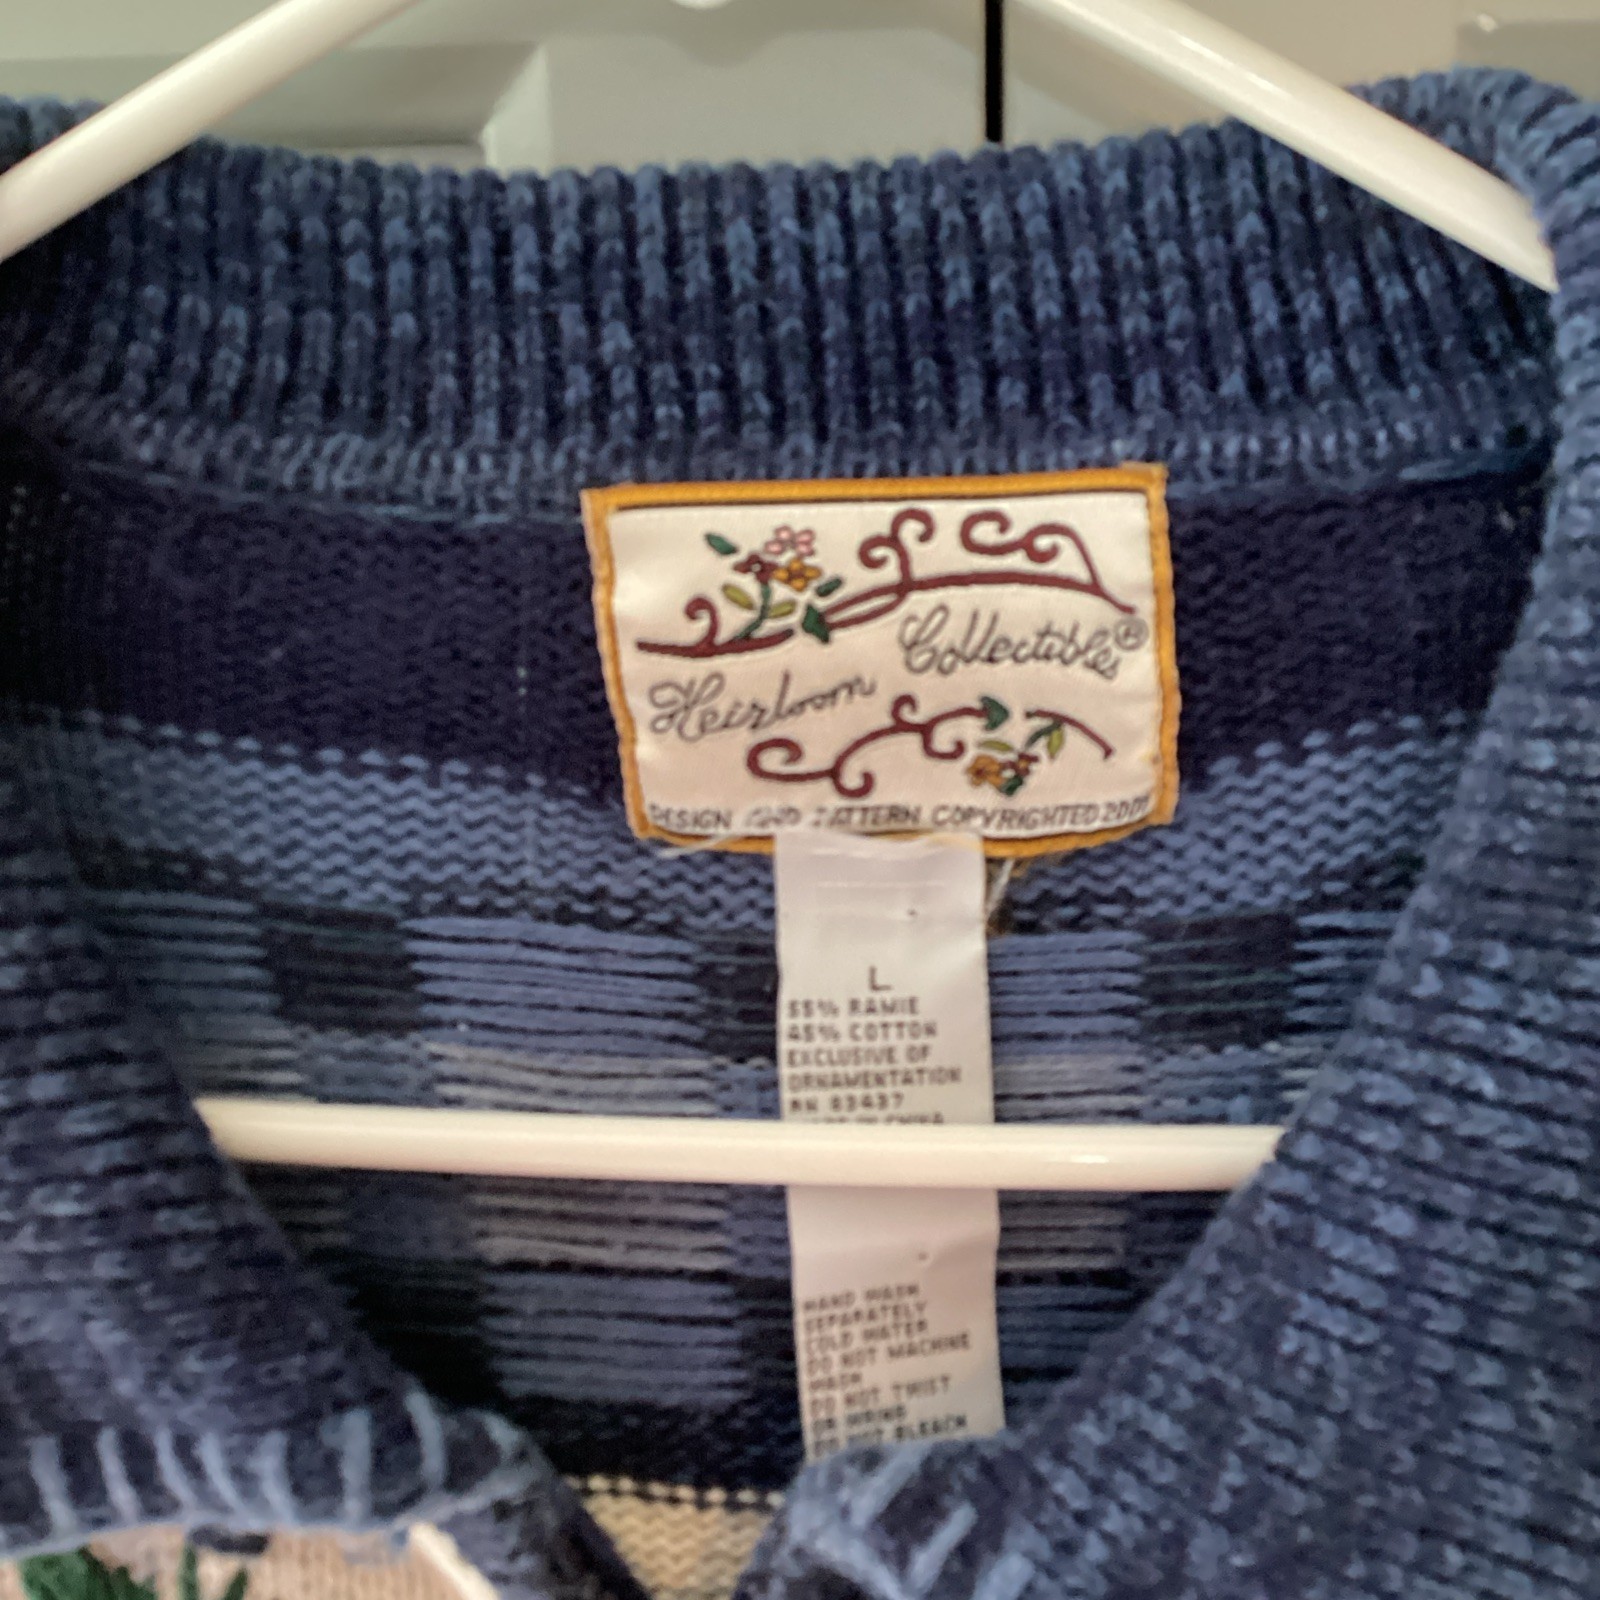 Heirloom Collectibles®
DESIGN AND PATTERN COPYRIGHTED
L
55% RAMIE
45% COTTON
EXCLUSIVE OF
ORNAMENTATION
RN 83437
HAND WASH
SEPARATELY
COLD WATER
DO NOT MACHINE
WASH
DO NOT TWIST
OR WRING
DO NOT BLEACH